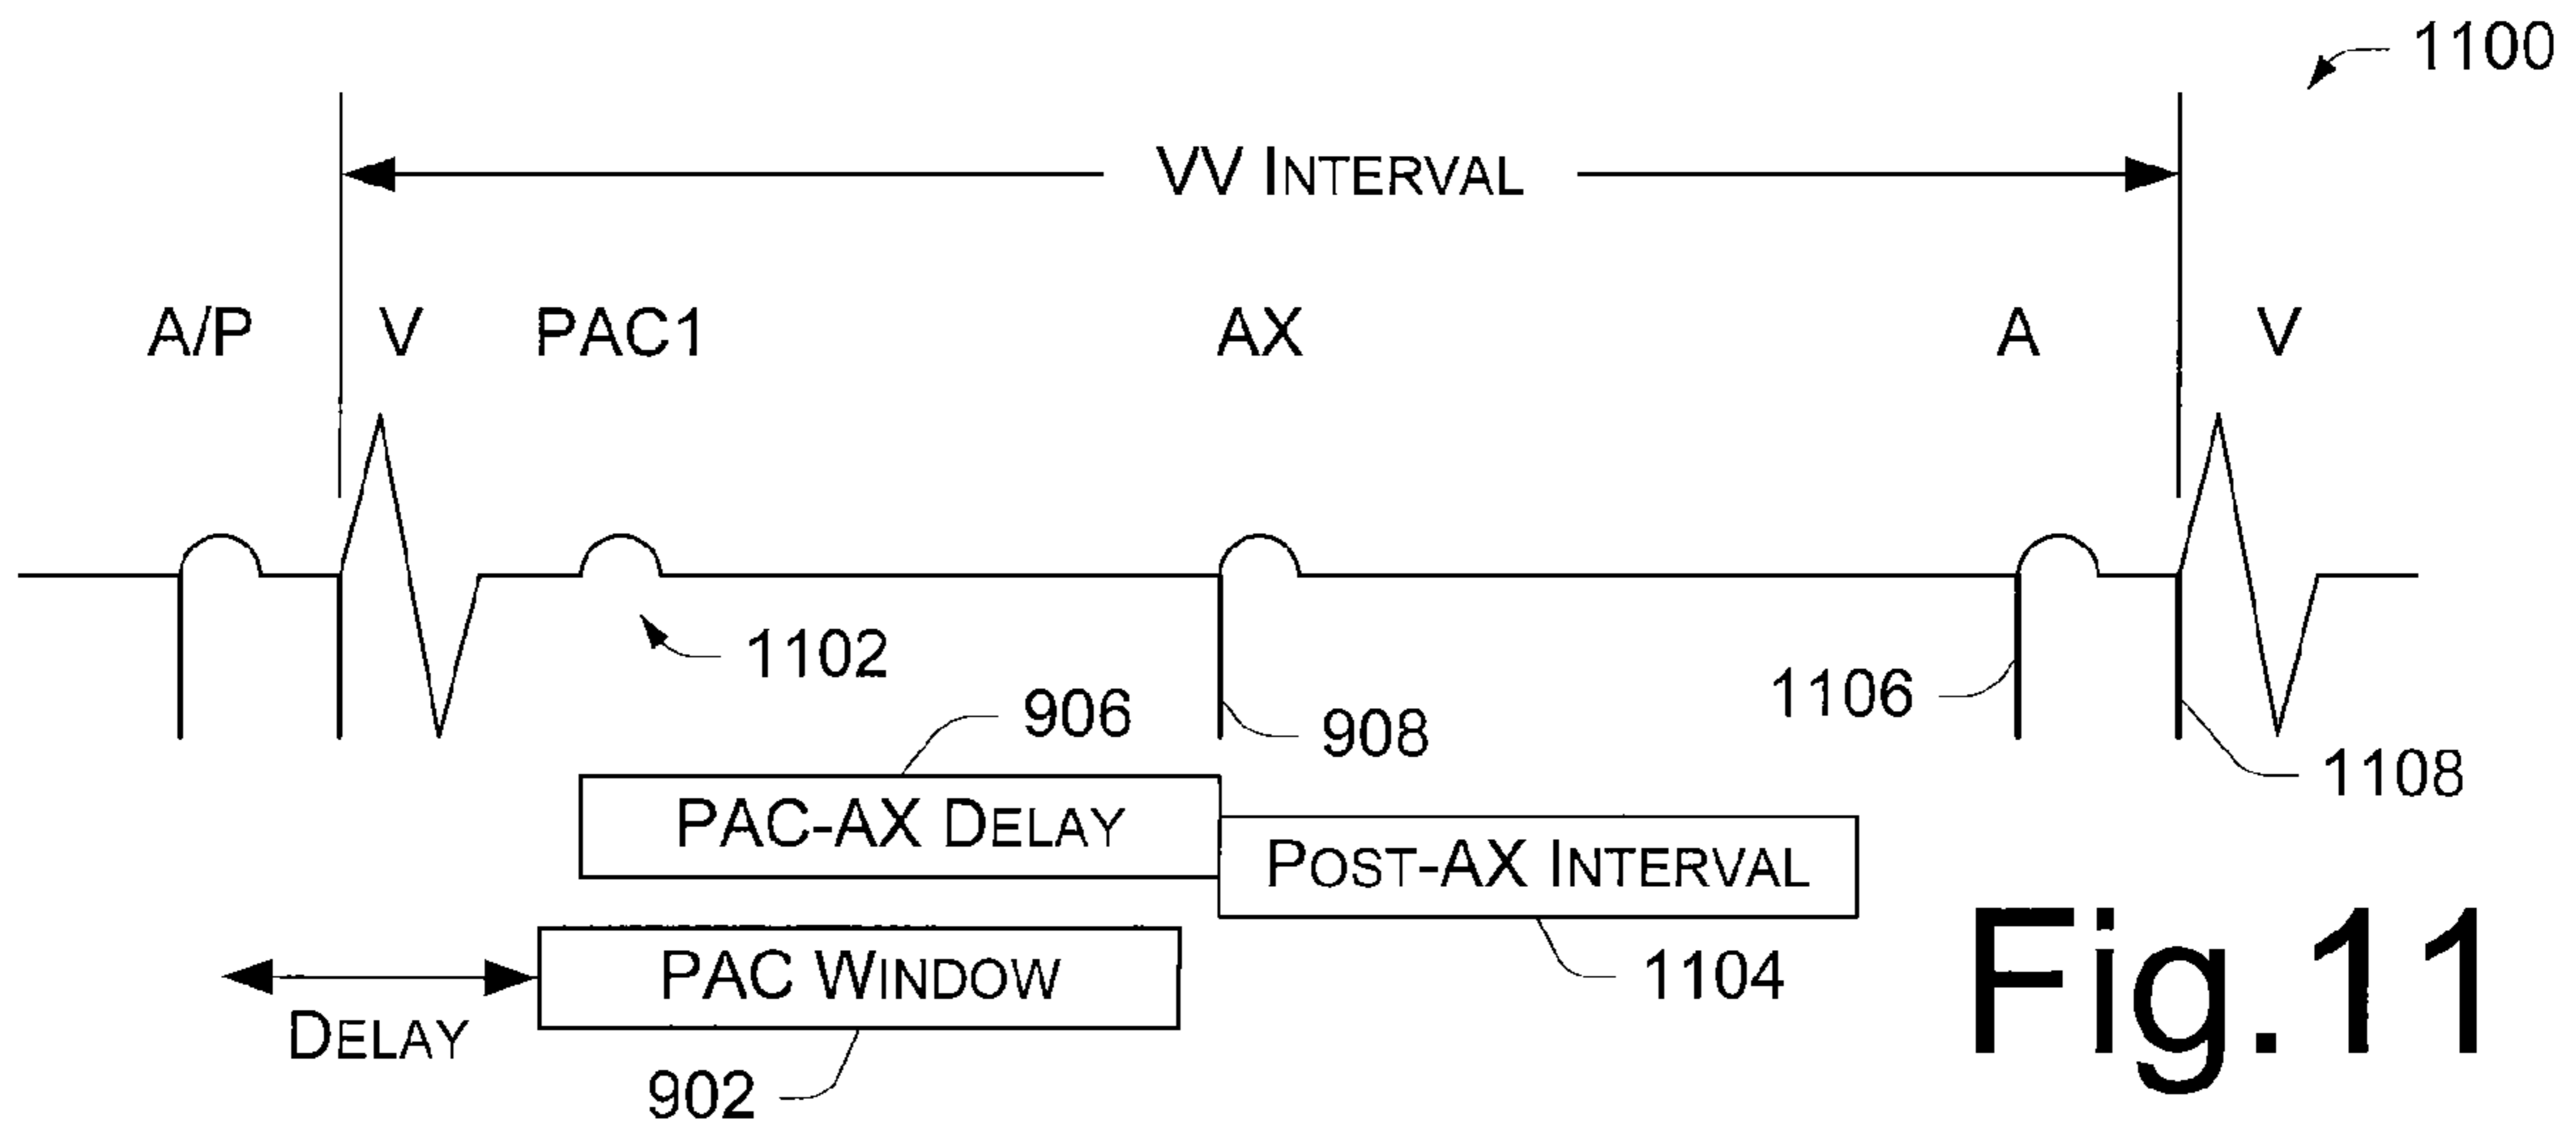 1100
VV INTERVAL
A/P V PAC1 AX A V
1102
906
908
1106
1108
PAC-AX DELAY
POST-AX INTERVAL
PAC WINDOW
1104
DELAY
902
Fig.11